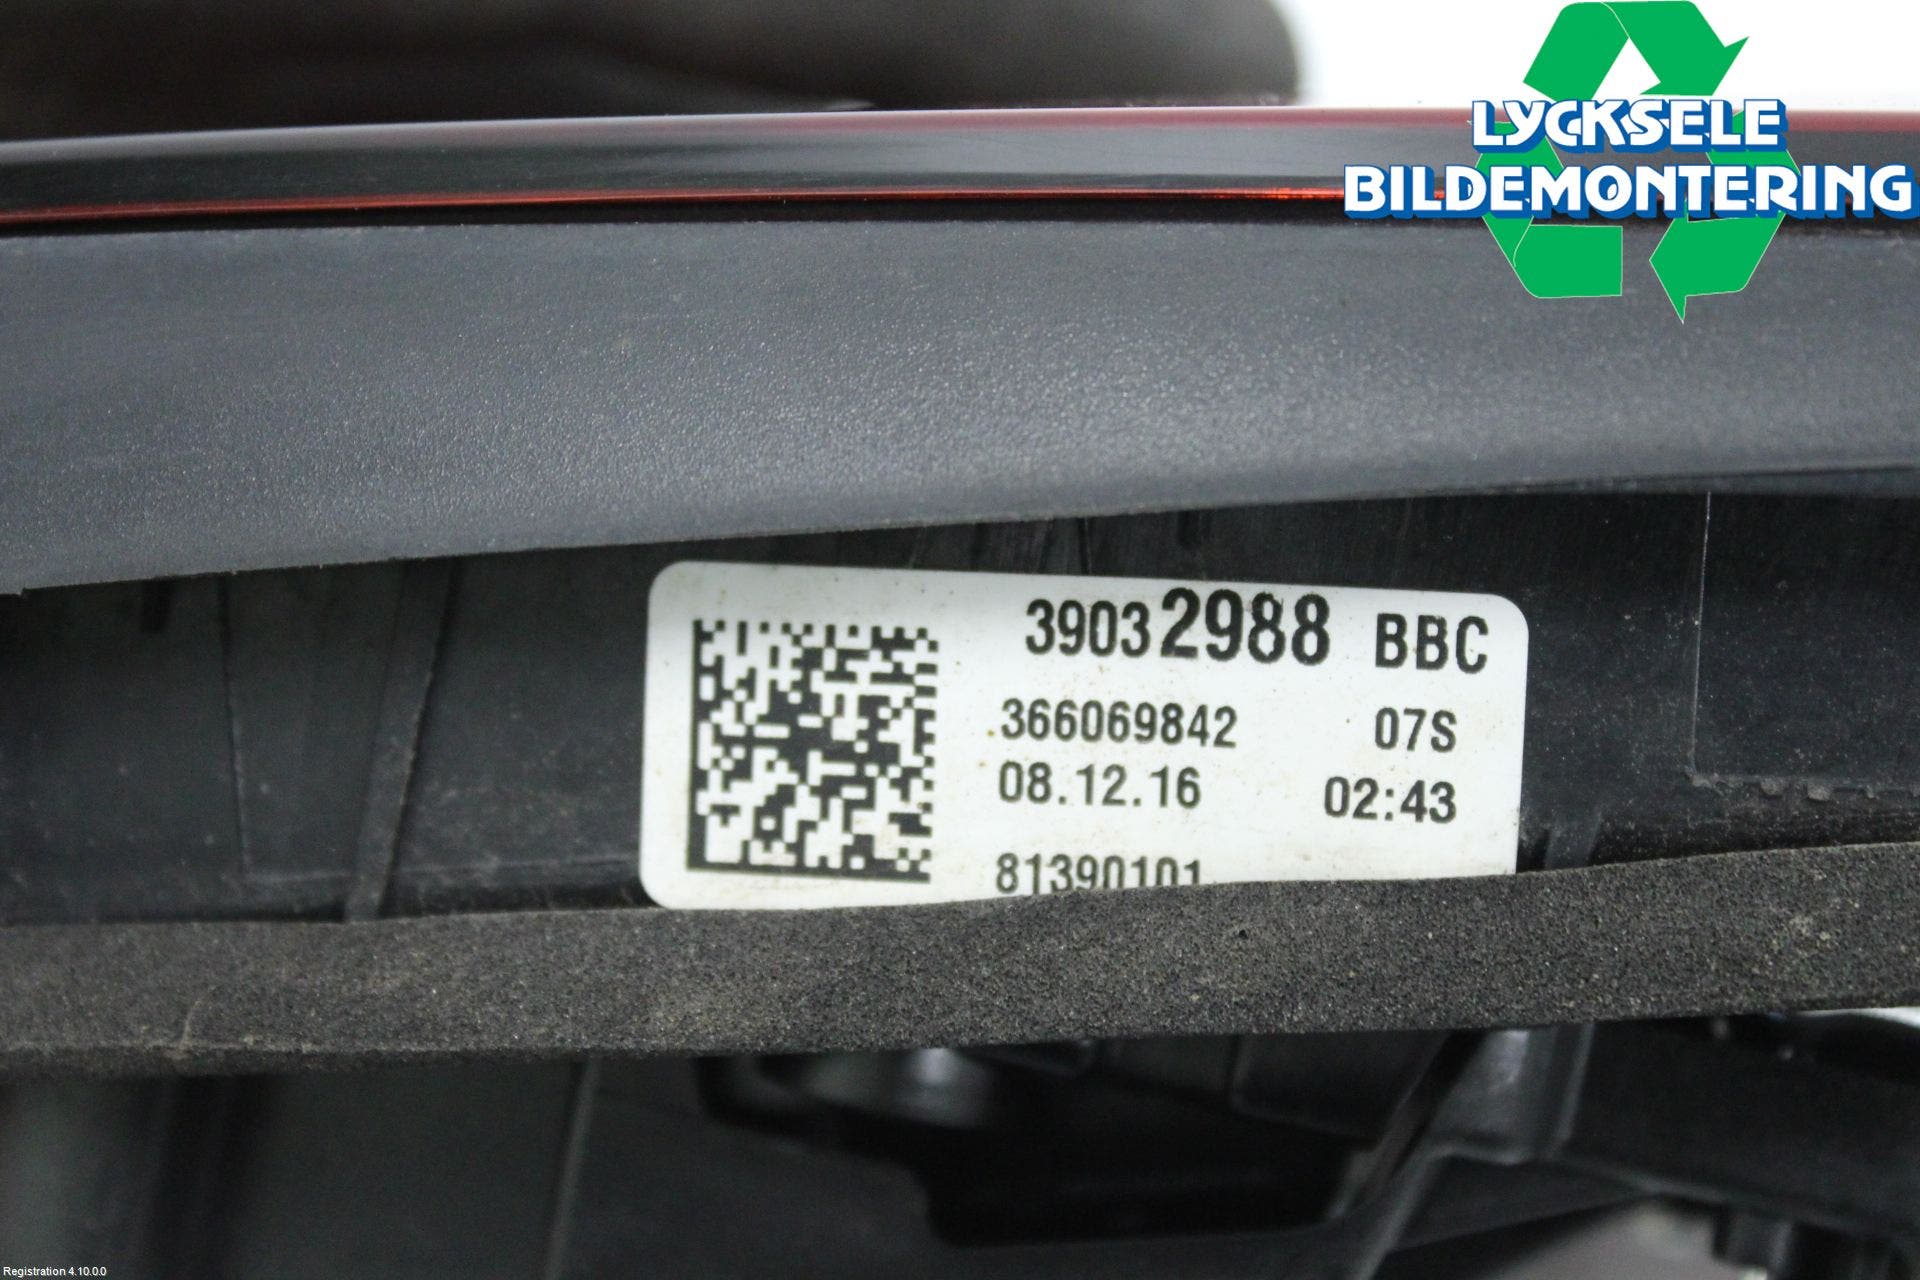 LYCKSELE
BILDEMONTERING
39032988 BBC
366069842 07S
08.12.16 02:43
81390101
Registration 4.10.0.0